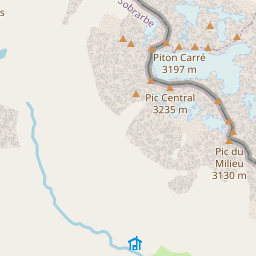 Sobrarbe
Piton Carré
3197 m
Pic Central
3235 m
Pic du
Milieu
3130 m